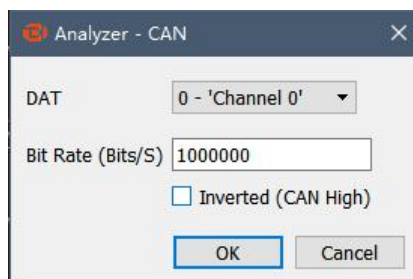 Analyzer - CAN
DAT 0 - 'Channel 0'
Bit Rate (Bits/S) 1000000
Inverted (CAN High)
OK Cancel